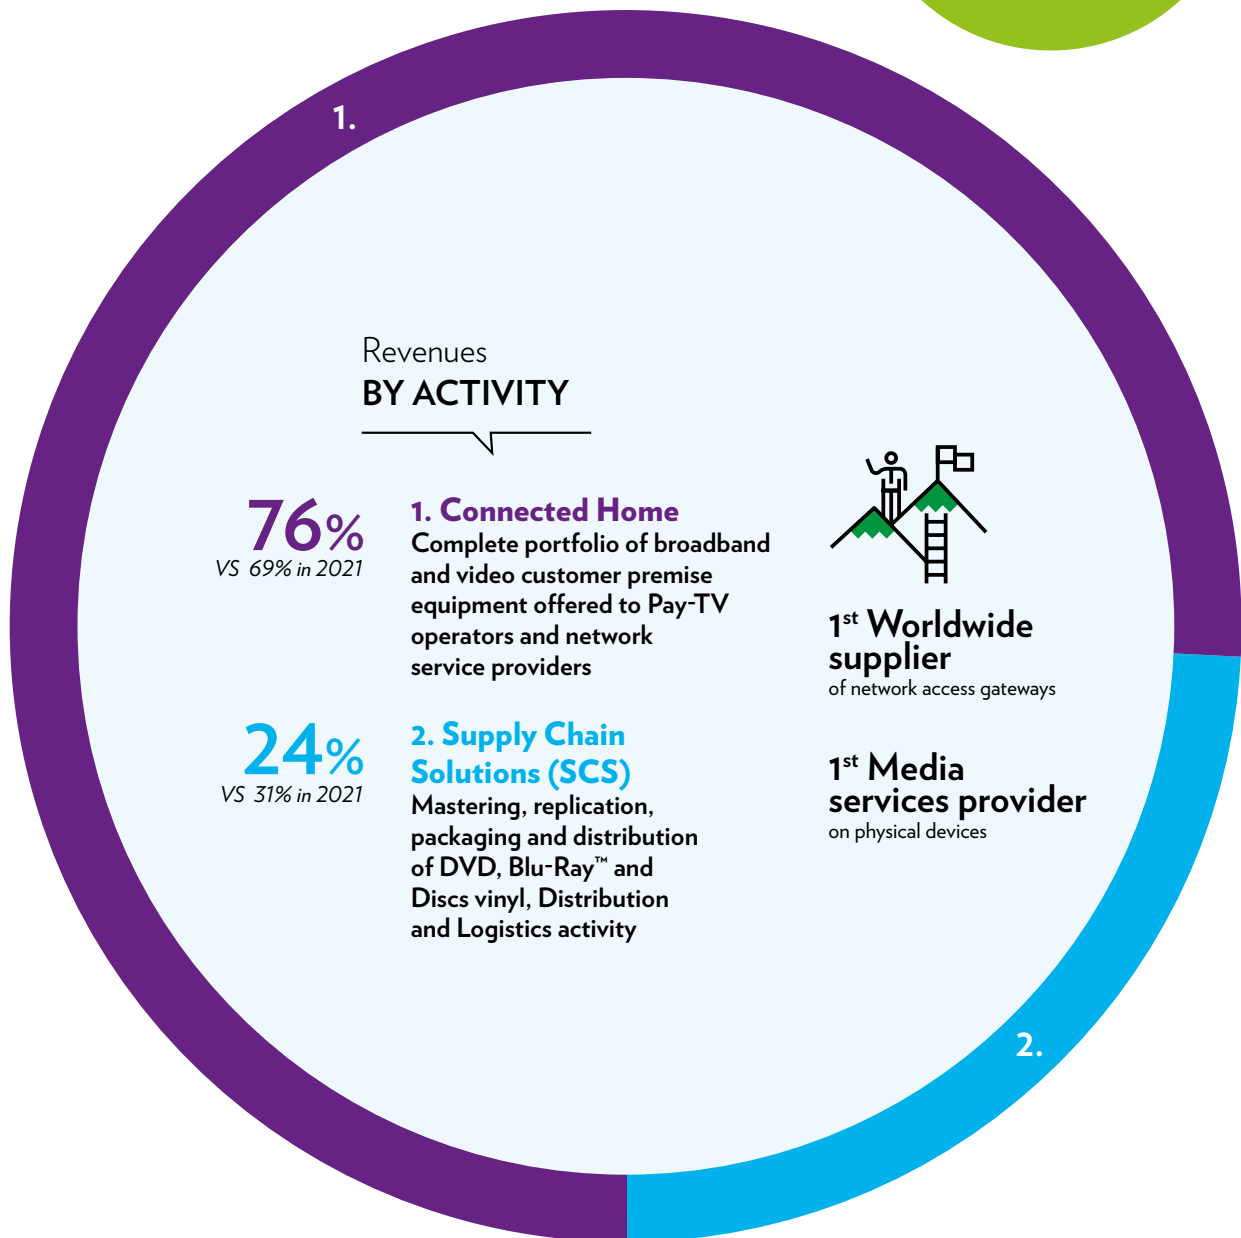 1.
Revenues
BY ACTIVITY
76%
VS 69% in 2021
1. Connected Home
Complete portfolio of broadband
and video customer premise
equipment offered to Pay-TV
operators and network
service providers
1st Worldwide
supplier
of network access gateways
24%
VS 31% in 2021
2. Supply Chain
Solutions (SCS)
Mastering, replication,
packaging and distribution
of DVD, Blu-Ray™ and
Discs vinyl, Distribution
and Logistics activity
1st Media
services provider
on physical devices
2.